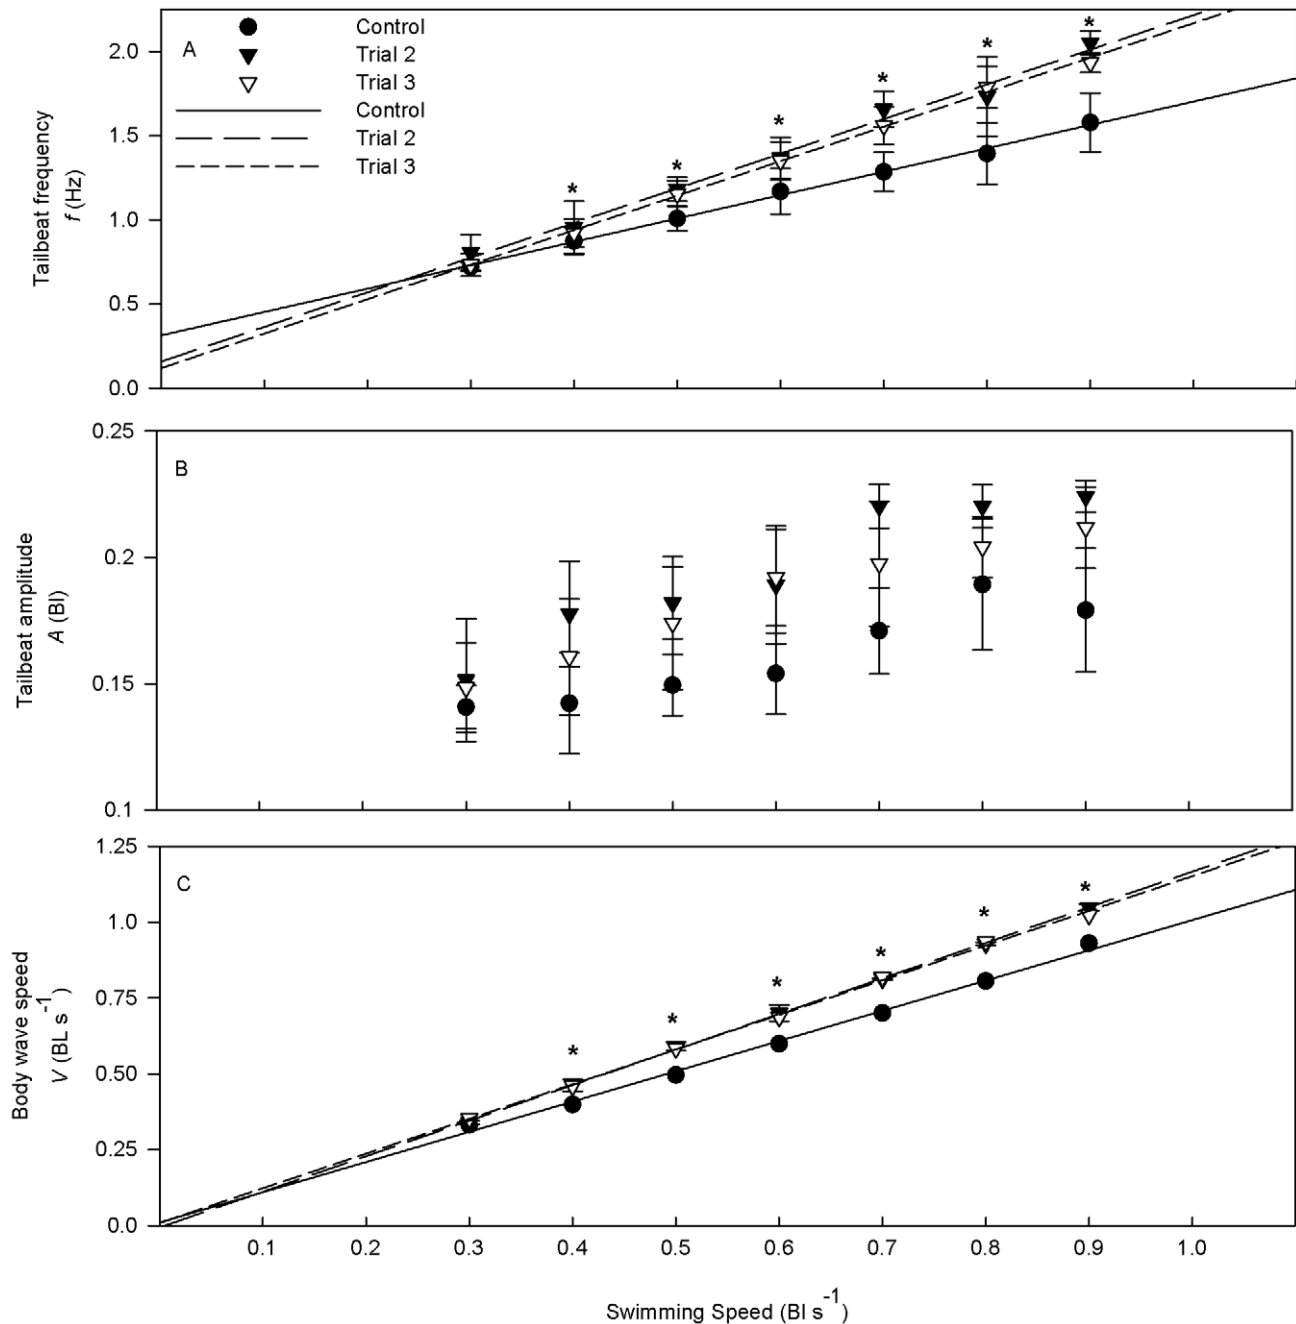 A
Control
Trial 2
Trial 3
Control
Trial 2
Trial 3
Tailbeat frequency
f (Hz)
2.0
1.5
1.0
0.5
0.0
* * * * * *
B
Tailbeat amplitude
A (Bl)
0.25
0.2
0.15
0.1
C
Body wave speed
V (BL s-1)
1.25
1.0
0.75
0.50
0.25
0.0
* * * * * *
0.1 0.2 0.3 0.4 0.5 0.6 0.7 0.8 0.9 1.0
Swimming Speed (Bl s-1)